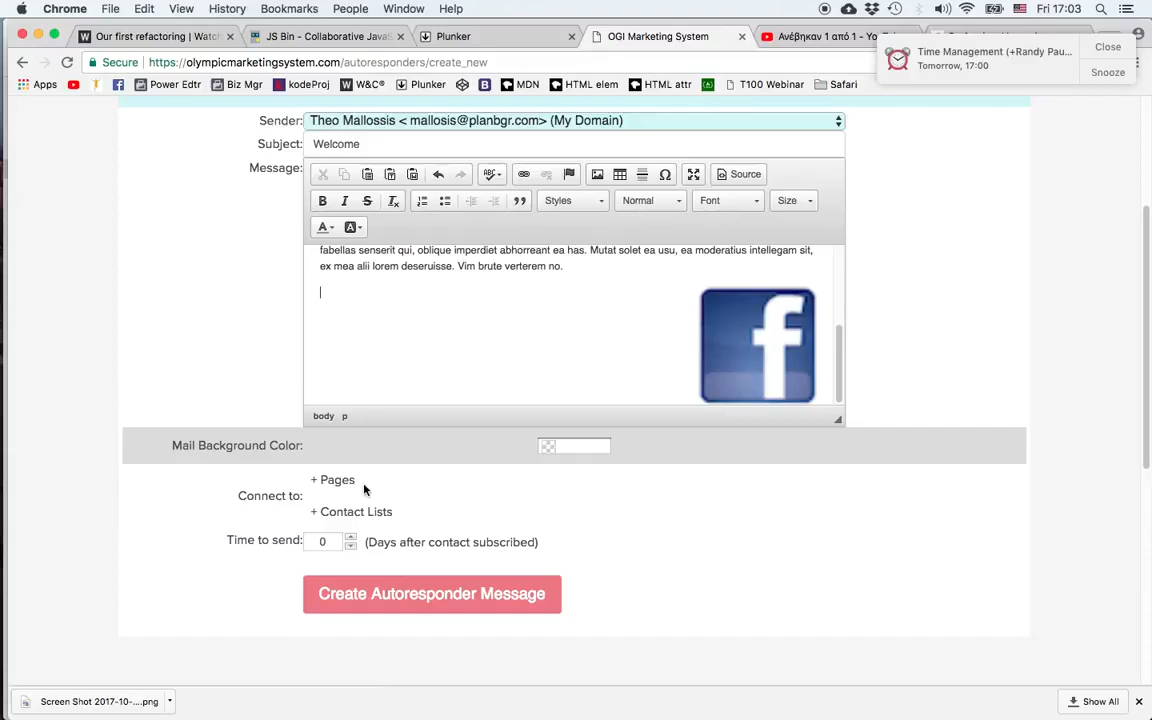 Chrome File Edit View History Bookmarks People Window Help Fri 17:03
Our first refactoring | Watch
JS Bin - Collaborative JavaS
Plunker
OGI Marketing System
Ανέβηκαν 1 από 1 - Yo
Time Management (+Randy Pau...
Tomorrow, 17:00
Close
Snooze
Secure https://olympicmarketingsystem.com/autoresponders/create_new
Apps Power Edtr Biz Mgr kodeProj W&C® Plunker MDN HTML elem HTML attr T100 Webinar Safari
Sender: Theo Mallossis < mallosis@planbgr.com> (My Domain)
Subject: Welcome
Message:
Source
B I S Tx Styles Normal Font Size
A A
fabellas senserit qui, oblique imperdiet abhorreant ea has. Mutat solet ea usu, ea moderatius intellegam sit,
ex mea alii lorem deseruisse. Vim brute verterem no.
f
body p
Mail Background Color:
Connect to:
+ Pages
+ Contact Lists
Time to send: 0 (Days after contact subscribed)
Create Autoresponder Message
Screen Shot 2017-10-....png
Show All